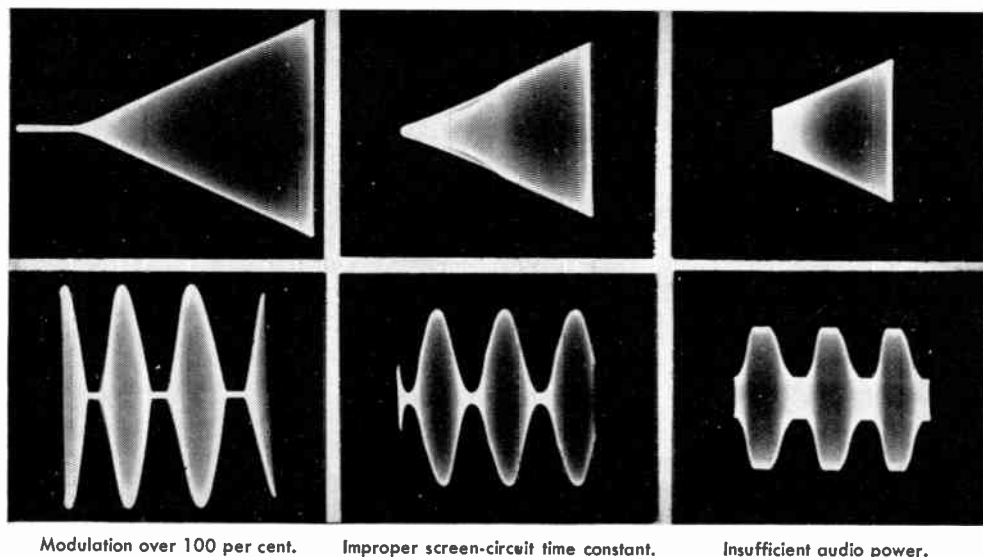 Modulation over 100 per cent.
Improper screen-circuit time constant.
Insufficient audio power.